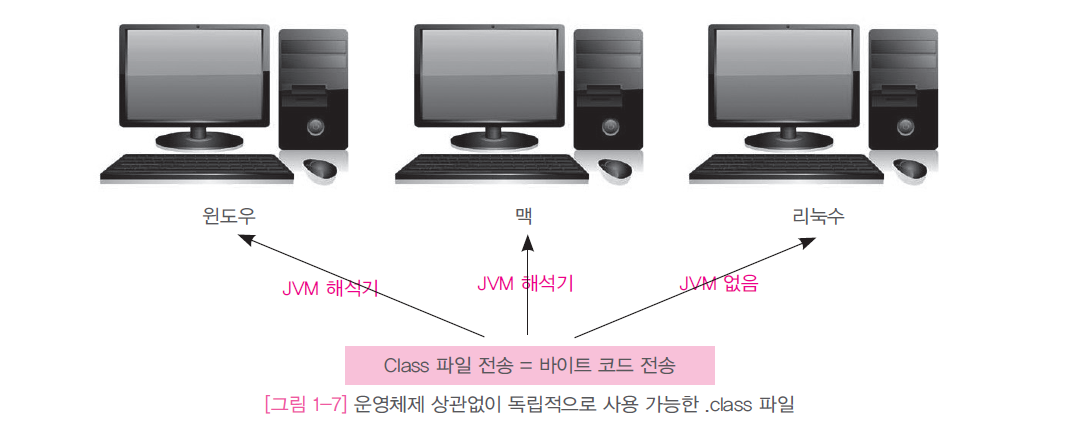 윈도우
맥
리눅수
JVM 해석기
JVM 해석기
JVM 없음
Class 파일 전송 = 바이트 코드 전송
[그림 1-7] 운영체제 상관없이 독립적으로 사용 가능한 .class 파일